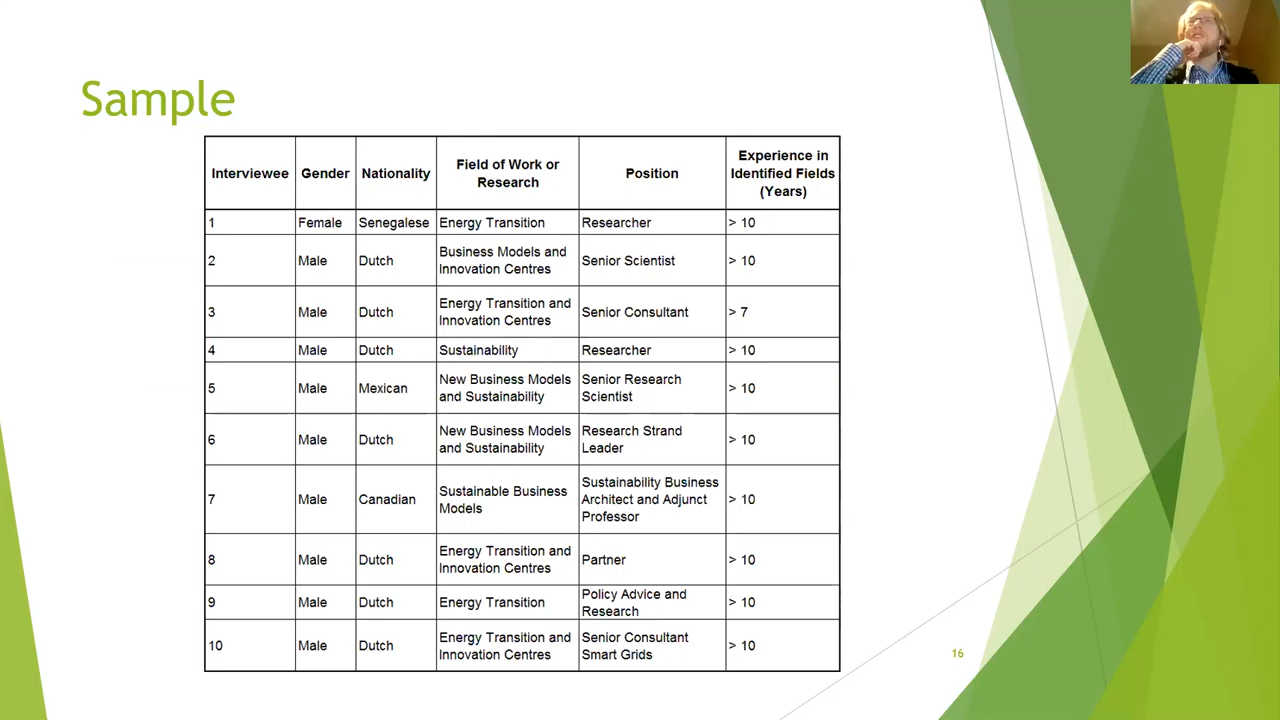 Sample
Interviewee Gender Nationality Field of Work or Research Position Experience in Identified Fields (Years)
1 Female Senegalese Energy Transition Researcher > 10
2 Male Dutch Business Models and Innovation Centres Senior Scientist > 10
3 Male Dutch Energy Transition and Innovation Centres Senior Consultant > 7
4 Male Dutch Sustainability Researcher > 10
5 Male Mexican New Business Models and Sustainability Senior Research Scientist > 10
6 Male Dutch New Business Models and Sustainability Research Strand Leader > 10
7 Male Canadian Sustainable Business Models Sustainability Business Architect and Adjunct Professor > 10
8 Male Dutch Energy Transition and Innovation Centres Partner > 10
9 Male Dutch Energy Transition Policy Advice and Research > 10
10 Male Dutch Energy Transition and Innovation Centres Senior Consultant Smart Grids > 10
16